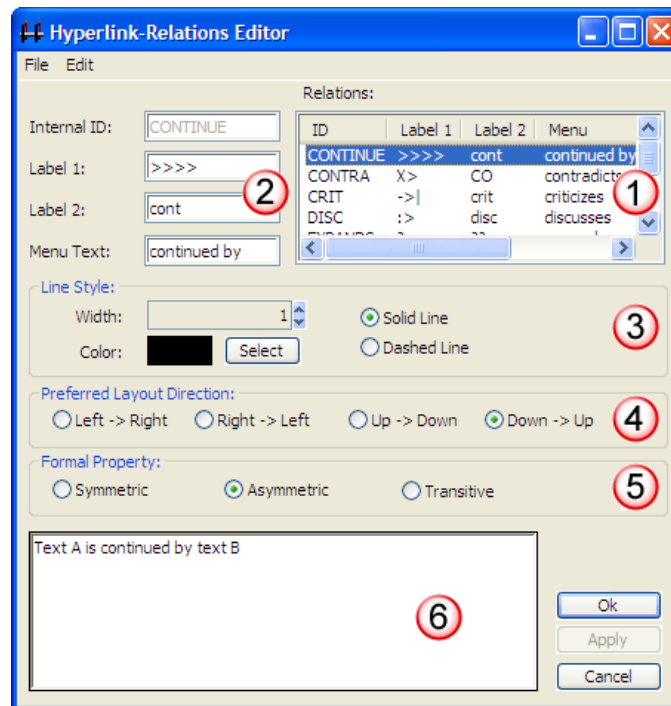 Hyperlink-Relations Editor
File Edit
Relations:
Internal ID: CONTINUE
Label 1: >>>>
Label 2: cont
Menu Text: continued by
2
ID Label 1 Label 2 Menu
CONTINUE >>>> cont continued by
CONTRA X> CO contradicts
CRIT ->| crit criticizes
DISC :> disc discusses
1
Line Style:
Width: 1
Color: Select
Solid Line
Dashed Line
3
Preferred Layout Direction:
Left -> Right Right -> Left Up -> Down Down -> Up
4
Formal Property:
Symmetric Asymmetric Transitive
5
Text A is continued by text B
6
Ok
Apply
Cancel